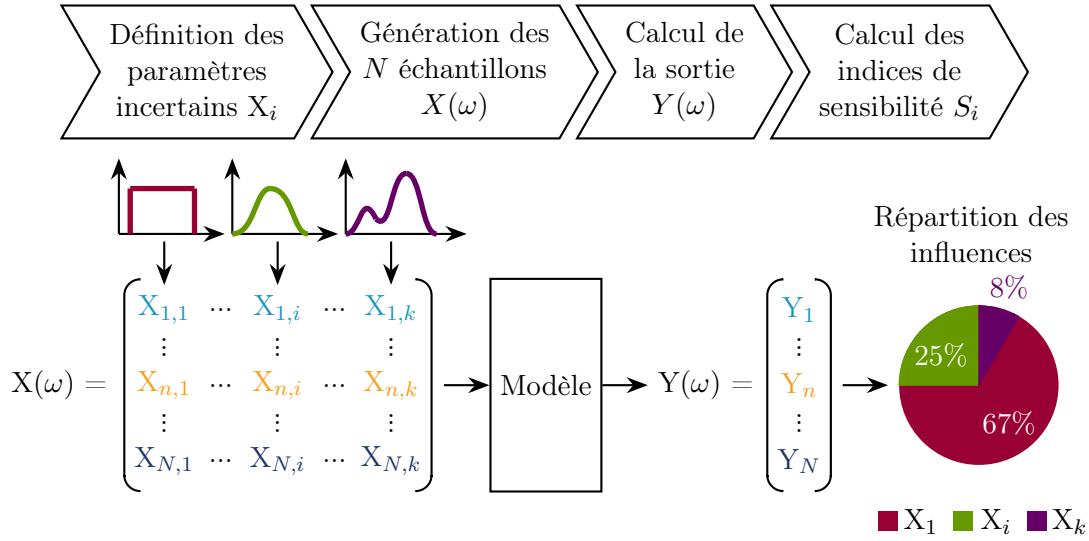 Définition des
paramètres
incertains X_i
Génération des
N échantillons
X(ω)
Calcul de
la sortie
Y(ω)
Calcul des
indices de
sensibilité S_i
Répartition des
influences
8%
25%
67%
X_{1,1} ... X_{1,i} ... X_{1,k}
⋮ ⋮ ⋮
X(ω) = X_{n,1} ... X_{n,i} ... X_{n,k}
⋮ ⋮ ⋮
X_{N,1} ... X_{N,i} ... X_{N,k}
Modèle
Y_1
⋮
Y(ω) = Y_n
⋮
Y_N
X_1 X_i X_k